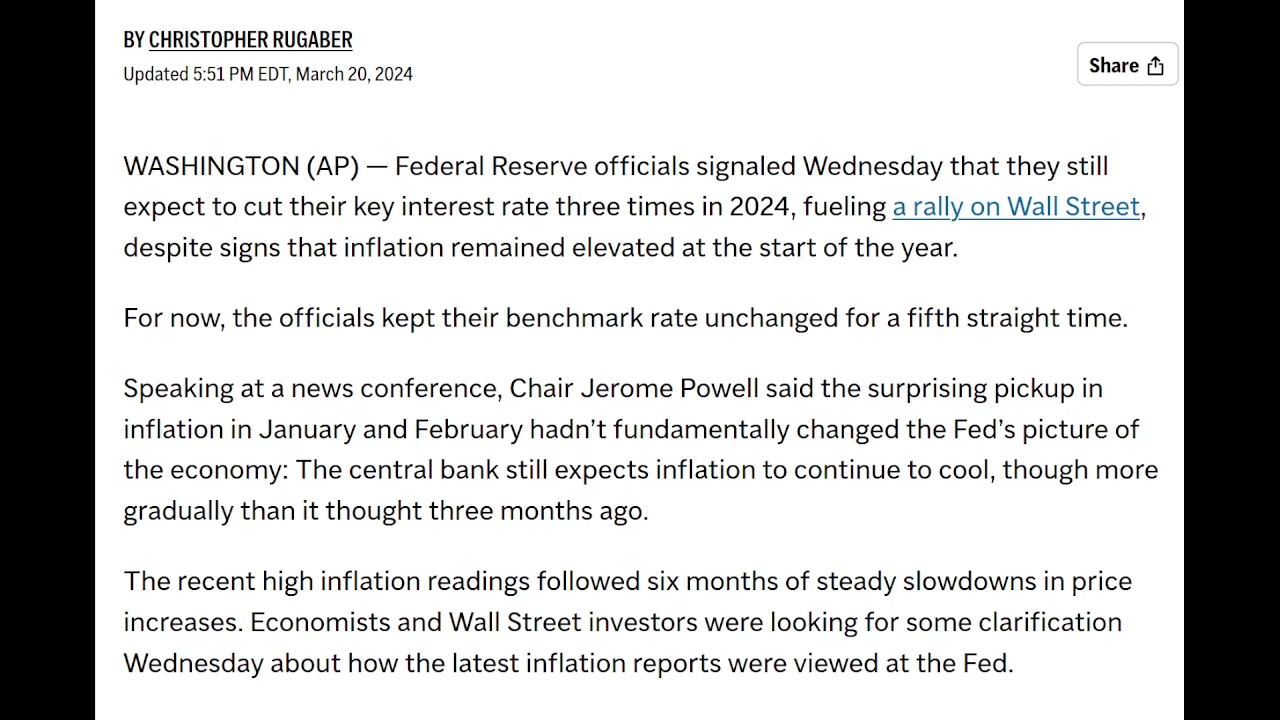 BY CHRISTOPHER RUGABER
Updated 5:51 PM EDT, March 20, 2024
Share
WASHINGTON (AP) — Federal Reserve officials signaled Wednesday that they still
expect to cut their key interest rate three times in 2024, fueling a rally on Wall Street,
despite signs that inflation remained elevated at the start of the year.
For now, the officials kept their benchmark rate unchanged for a fifth straight time.
Speaking at a news conference, Chair Jerome Powell said the surprising pickup in
inflation in January and February hadn’t fundamentally changed the Fed’s picture of
the economy: The central bank still expects inflation to continue to cool, though more
gradually than it thought three months ago.
The recent high inflation readings followed six months of steady slowdowns in price
increases. Economists and Wall Street investors were looking for some clarification
Wednesday about how the latest inflation reports were viewed at the Fed.